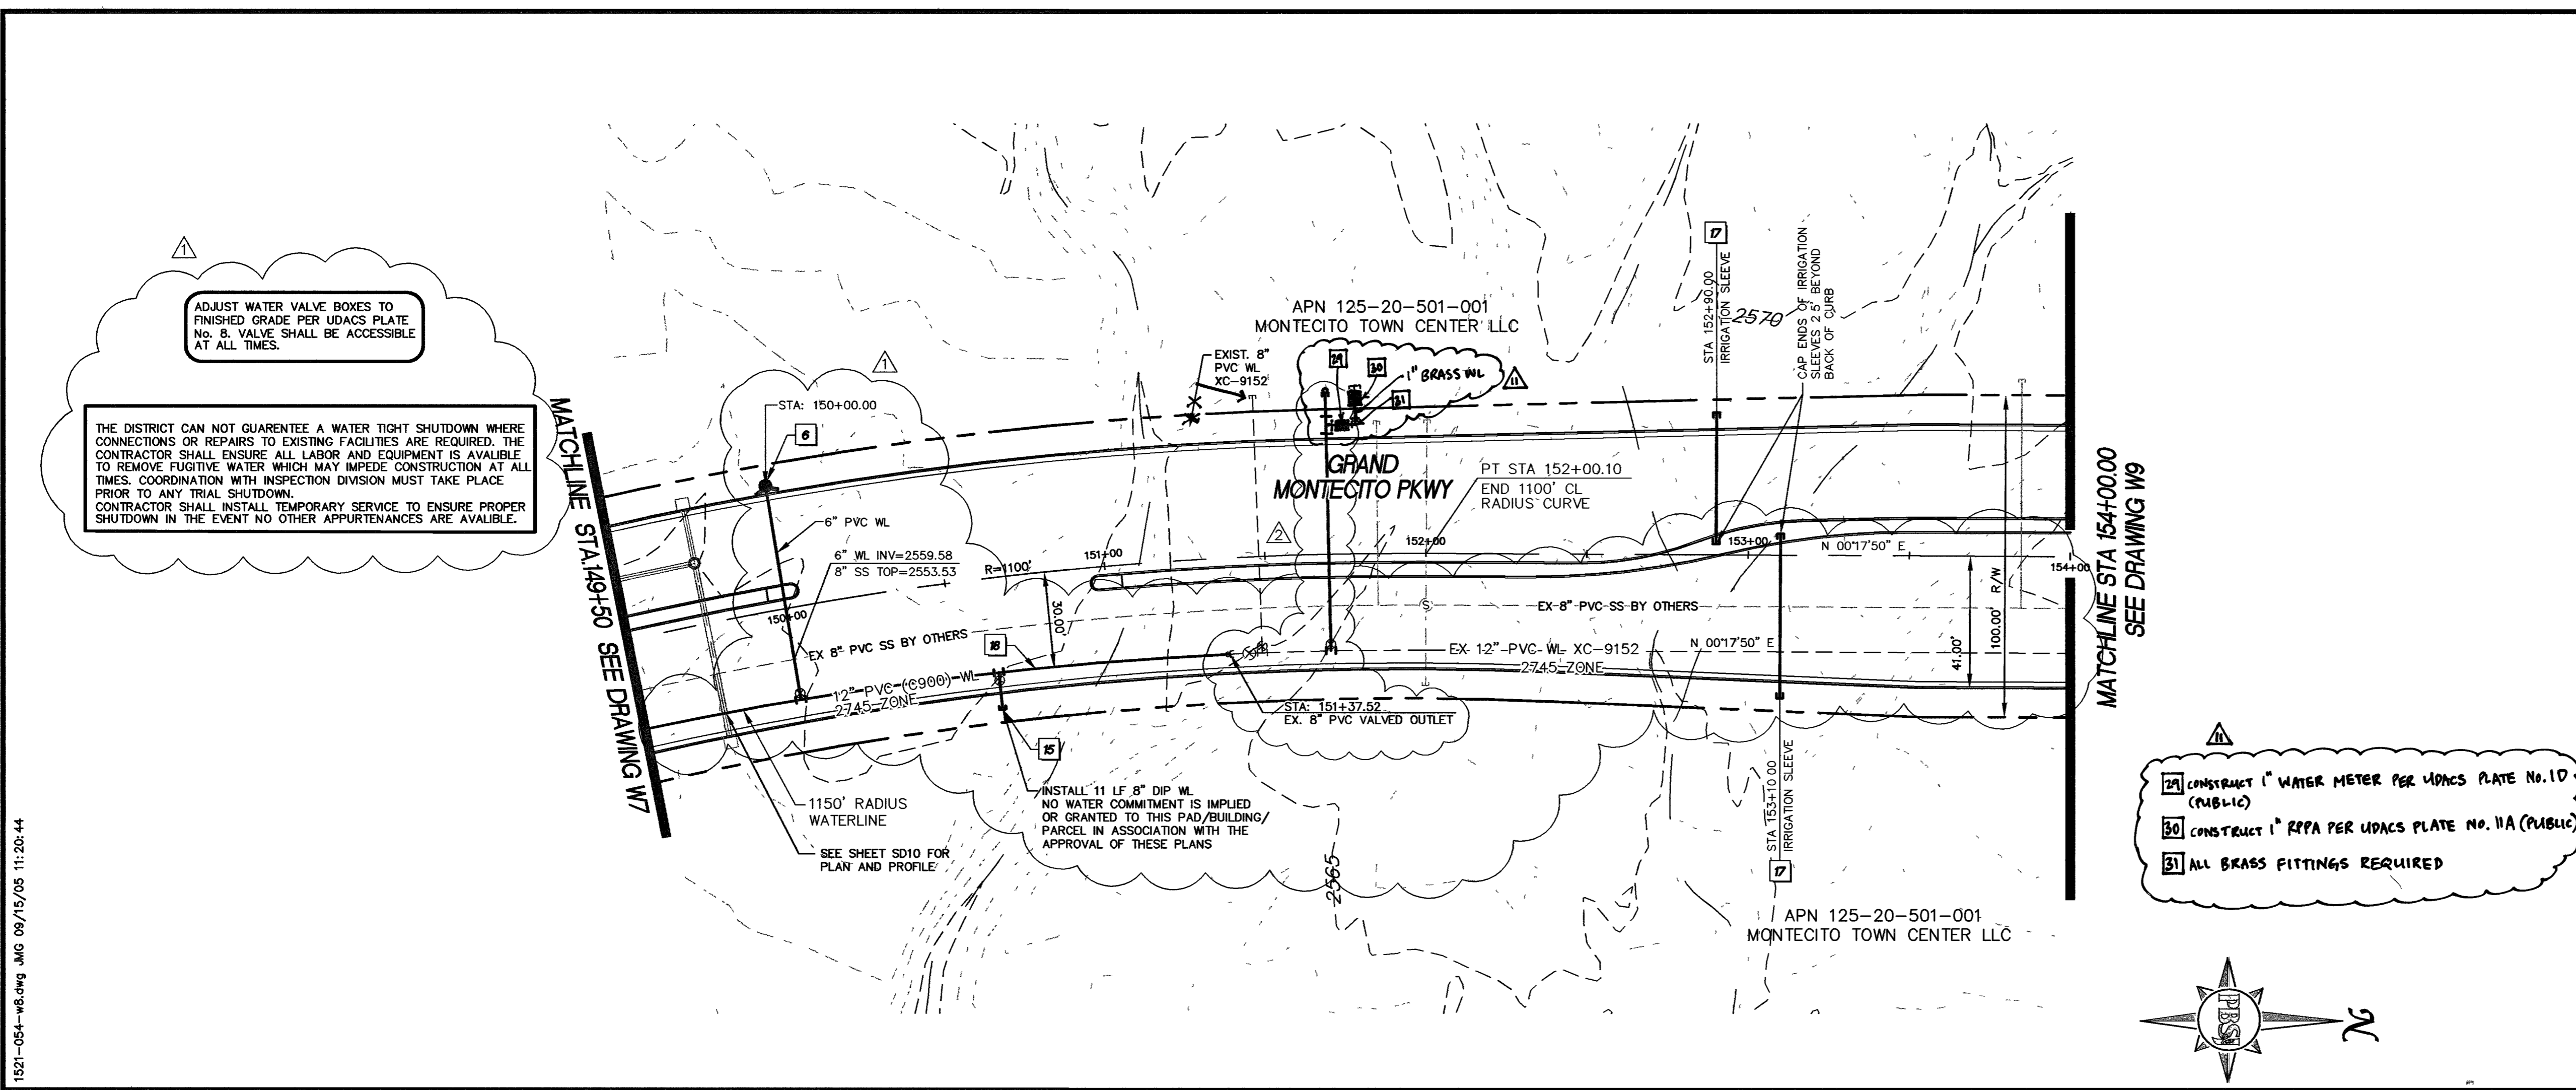 1
ADJUST WATER VALVE BOXES TO
FINISHED GRADE PER UDACS PLATE
No. 8. VALVE SHALL BE ACCESSIBLE
AT ALL TIMES.
THE DISTRICT CAN NOT GUARENTEE A WATER TIGHT SHUTDOWN WHERE
CONNECTIONS OR REPAIRS TO EXISTING FACILITIES ARE REQUIRED. THE
CONTRACTOR SHALL ENSURE ALL LABOR AND EQUIPMENT IS AVALIBLE
TO REMOVE FUGITIVE WATER WHICH MAY IMPEDE CONSTRUCTION AT ALL
TIMES. COORDINATION WITH INSPECTION DIVISION MUST TAKE PLACE
PRIOR TO ANY TRIAL SHUTDOWN.
CONTRACTOR SHALL INSTALL TEMPORARY SERVICE TO ENSURE PROPER
SHUTDOWN IN THE EVENT NO OTHER APPURTENANCES ARE AVALIBLE.
MATCHLINE STA.149+50 SEE DRAWING W7
1
STA: 150+00.00
6
6" PVC WL
6" WL INV=2559.58
8" SS TOP=2553.53
150+00
EX 8" PVC SS BY OTHERS
12" PVC (C900) WL
2745 ZONE
1150' RADIUS
WATERLINE
SEE SHEET SD10 FOR
PLAN AND PROFILE
R=1100'
151+00
30.00'
18
15
INSTALL 11 LF 8" DIP WL
NO WATER COMMITMENT IS IMPLIED
OR GRANTED TO THIS PAD/BUILDING/
PARCEL IN ASSOCIATION WITH THE
APPROVAL OF THESE PLANS
APN 125-20-501-001
MONTECITO TOWN CENTER LLC
EXIST. 8"
PVC WL
XC-9152
29
30
1" BRASS WL
31
11
GRAND
MONTECITO PKWY
2
PT STA 152+00.10
END 1100' CL
RADIUS CURVE
152+00
S
STA: 151+37.52
EX. 8" PVC VALVED OUTLET
2565
EX 8" PVC SS BY OTHERS
EX 12" PVC WL XC-9152
2745 ZONE
N 00°17'50" E
17
STA 152+90.00
IRRIGATION SLEEVE
2570
CAP ENDS OF IRRIGATION
SLEEVES 2.5' BEYOND
BACK OF CURB
153+00
N 00°17'50" E
154+00
41.00'
100.00' R/W
STA 153+10.00
IRRIGATION SLEEVE
17
APN 125-20-501-001
MONTECITO TOWN CENTER LLC
MATCHLINE STA 154+00.00
SEE DRAWING W9
11
29 CONSTRUCT 1" WATER METER PER UDACS PLATE No. 1D
(PUBLIC)
30 CONSTRUCT 1" RPPA PER UDACS PLATE NO. 11A (PUBLIC)
31 ALL BRASS FITTINGS REQUIRED
PBSJ
N
1521-054-w8.dwg JMG 09/15/05 11:20:44